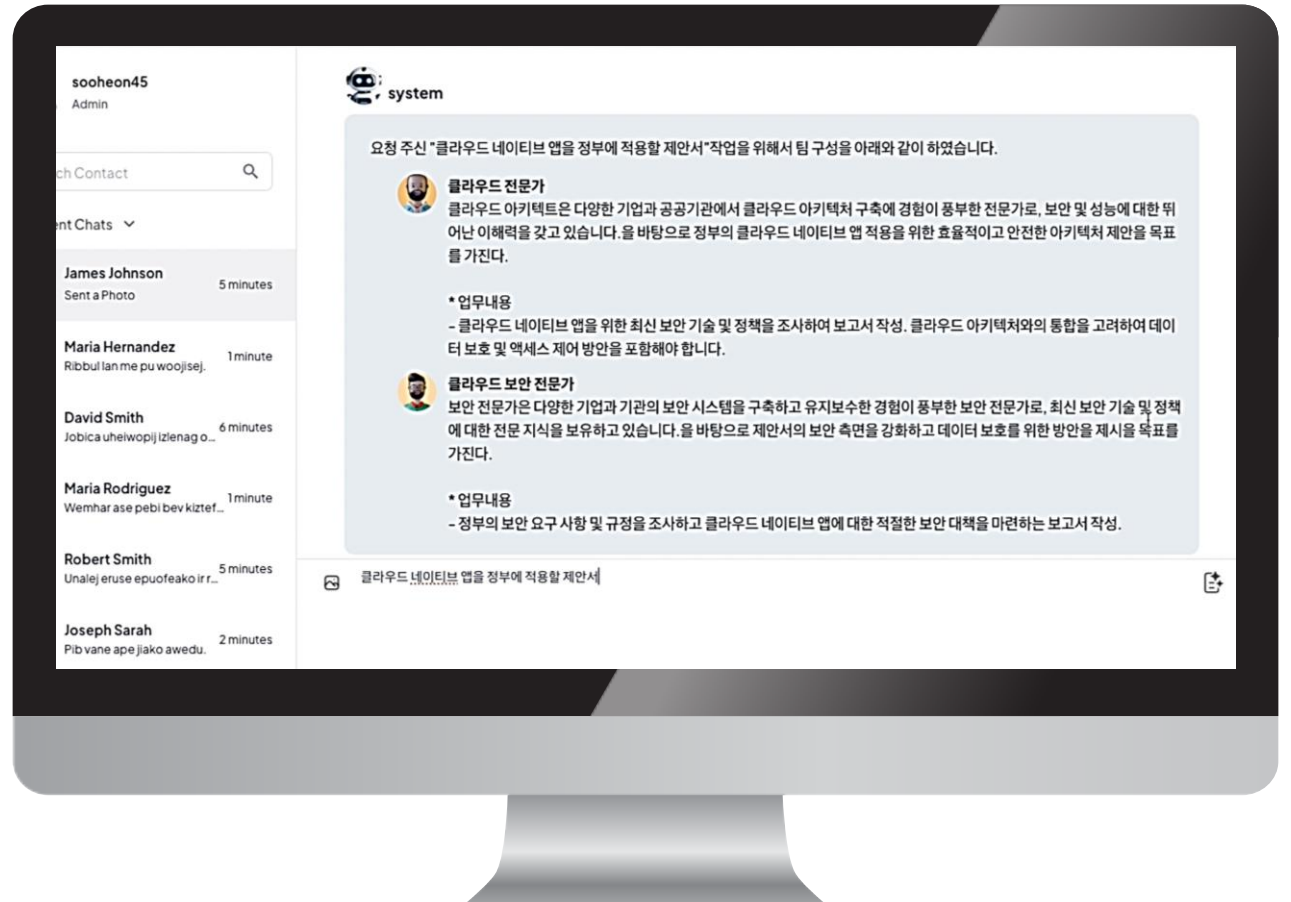 sooheon45
Admin
ch Contact
ent Chats
James Johnson
5 minutes
Sent a Photo
Maria Hernandez
1 minute
Ribbul lan me pu woojisej.
David Smith
6 minutes
Jobica uheiwopij izlenag o...
Maria Rodriguez
1 minute
Wemhar ase pebi bev kiztef...
Robert Smith
5 minutes
Unalej eruse epuofeako ir r...
Joseph Sarah
2 minutes
Pib vane ape jiako awedu.
system
요청 주신 "클라우드 네이티브 앱을 정부에 적용할 제안서"작업을 위해서 팀 구성을 아래와 같이 하였습니다.
클라우드 전문가
클라우드 아키텍트은 다양한 기업과 공공기관에서 클라우드 아키텍처 구축에 경험이 풍부한 전문가로, 보안 및 성능에 대한 뛰
어난 이해력을 갖고 있습니다.을 바탕으로 정부의 클라우드 네이티브 앱 적용을 위한 효율적이고 안전한 아키텍처 제안을 목표
를 가진다.
* 업무내용
- 클라우드 네이티브 앱을 위한 최신 보안 기술 및 정책을 조사하여 보고서 작성. 클라우드 아키텍처와의 통합을 고려하여 데이
터 보호 및 액세스 제어 방안을 포함해야 합니다.
클라우드 보안 전문가
보안 전문가은 다양한 기업과 기관의 보안 시스템을 구축하고 유지보수한 경험이 풍부한 보안 전문가로, 최신 보안 기술 및 정책
에 대한 전문 지식을 보유하고 있습니다.을 바탕으로 제안서의 보안 측면을 강화하고 데이터 보호를 위한 방안을 제시을 목표를
가진다.
* 업무내용
- 정부의 보안 요구 사항 및 규정을 조사하고 클라우드 네이티브 앱에 대한 적절한 보안 대책을 마련하는 보고서 작성.
클라우드 네이티브 앱을 정부에 적용할 제안서